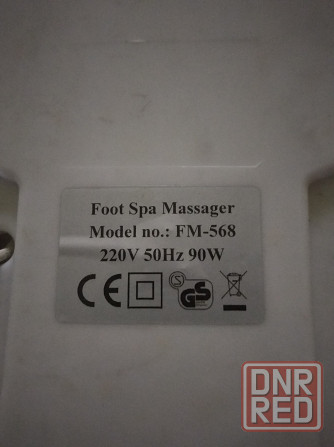 Foot Spa Massager
Model no.: FM-568
220V 50Hz 90W
CE
S GS
DNR
RED